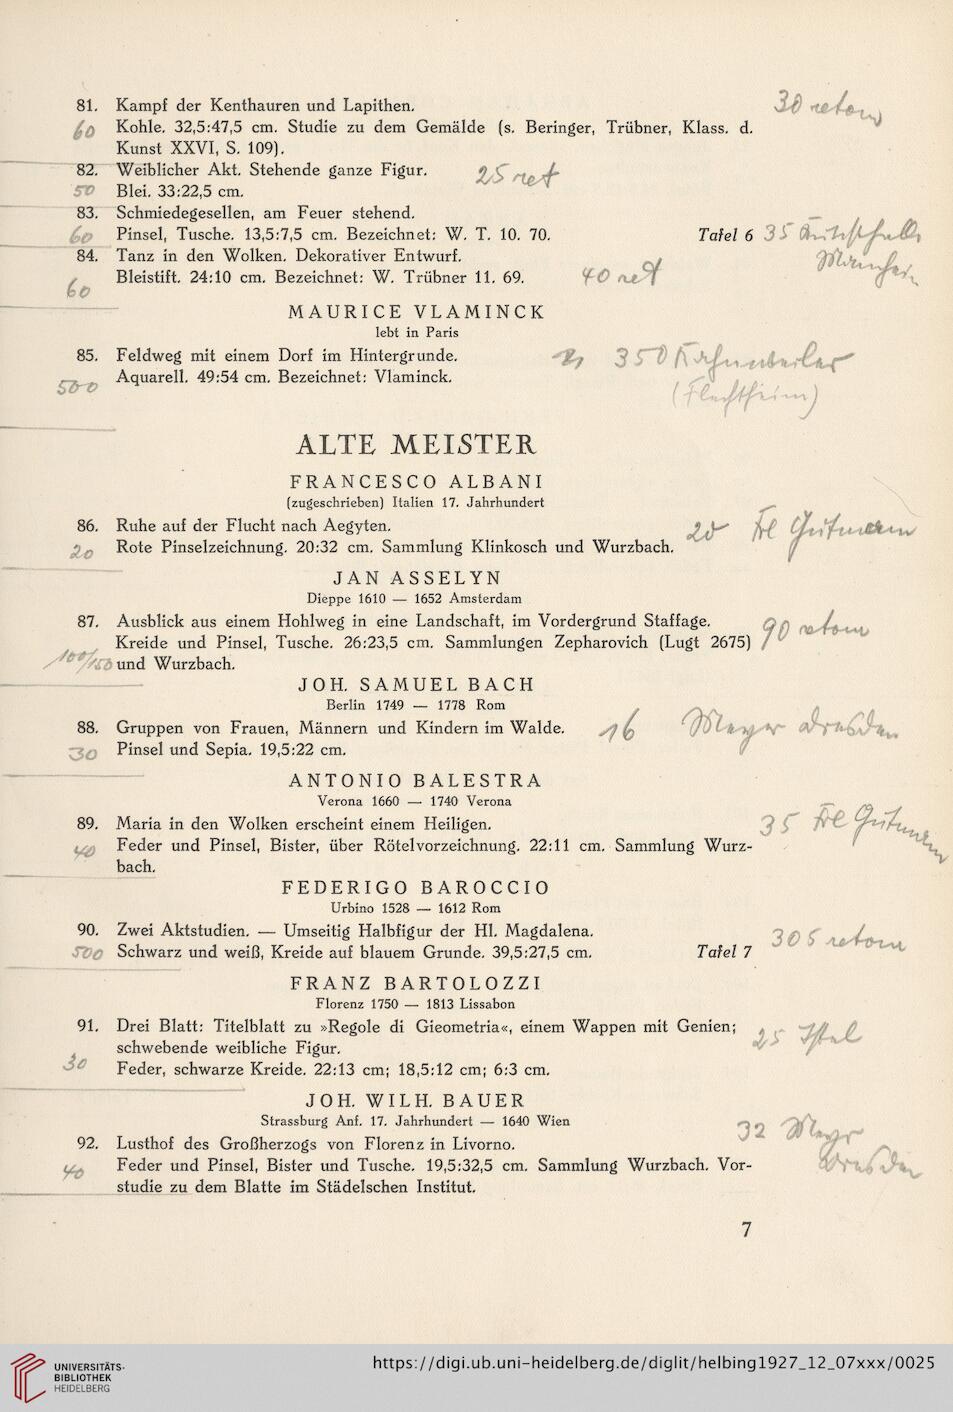 81. Kampf der Kenthauren und Lapithen. 30 retour
60 Kohle. 32,5:47,5 cm. Studie zu dem Gemälde (s. Beringer, Trübner, Klass. d.
Kunst XXVI, S. 109).
82. Weiblicher Akt. Stehende ganze Figur. 25 ret
50 Blei. 33:22,5 cm.
83. Schmiedegesellen, am Feuer stehend.
60 Pinsel, Tusche. 13,5:7,5 cm. Bezeichnet: W. T. 10. 70. Tafel 6 35 Kunsthalle
Mannheim
84. Tanz in den Wolken. Dekorativer Entwurf.
60 Bleistift. 24:10 cm. Bezeichnet: W. Trübner 11. 69. 40 ret
MAURICE VLAMINCK
lebt in Paris
85. Feldweg mit einem Dorf im Hintergrunde. 350
500 Aquarell. 49:54 cm. Bezeichnet: Vlaminck. (Flechtheim)
ALTE MEISTER
FRANCESCO ALBANI
(zugeschrieben) Italien 17. Jahrhundert
86. Ruhe auf der Flucht nach Aegyten. 20 Frl Gutmann
20 Rote Pinselzeichnung. 20:32 cm. Sammlung Klinkosch und Wurzbach.
JAN ASSELYN
Dieppe 1610 — 1652 Amsterdam
87. Ausblick aus einem Hohlweg in eine Landschaft, im Vordergrund Staffage. 90 retour
Kreide und Pinsel, Tusche. 26:23,5 cm. Sammlungen Zepharovich (Lugt 2675)
100/150 und Wurzbach.
JOH. SAMUEL BACH
Berlin 1749 — 1778 Rom
88. Gruppen von Frauen, Männern und Kindern im Walde. 16 Meyer Dresden
30 Pinsel und Sepia. 19,5:22 cm.
ANTONIO BALESTRA
Verona 1660 — 1740 Verona
89. Maria in den Wolken erscheint einem Heiligen. 35 Frl Gutmann
40 Feder und Pinsel, Bister, über Rötelvorzeichnung. 22:11 cm. Sammlung Wurz-
bach.
FEDERIGO BAROCCIO
Urbino 1528 — 1612 Rom
90. Zwei Aktstudien. — Umseitig Halbfigur der Hl. Magdalena. 305 retour
500 Schwarz und weiß, Kreide auf blauem Grunde. 39,5:27,5 cm. Tafel 7
FRANZ BARTOLOZZI
Florenz 1750 — 1813 Lissabon
91. Drei Blatt: Titelblatt zu »Regole di Gieometria«, einem Wappen mit Genien; 25
schwebende weibliche Figur.
30 Feder, schwarze Kreide. 22:13 cm; 18,5:12 cm; 6:3 cm.
JOH. WILH. BAUER
Strassburg Anf. 17. Jahrhundert — 1640 Wien
92. Lusthof des Großherzogs von Florenz in Livorno. 32 Meyer
40 Feder und Pinsel, Bister und Tusche. 19,5:32,5 cm. Sammlung Wurzbach. Vor- Dresden
studie zu dem Blatte im Städelschen Institut.
7
UNIVERSITÄTS-
BIBLIOTHEK
HEIDELBERG
https://digi.ub.uni-heidelberg.de/diglit/helbing1927_12_07xxx/0025